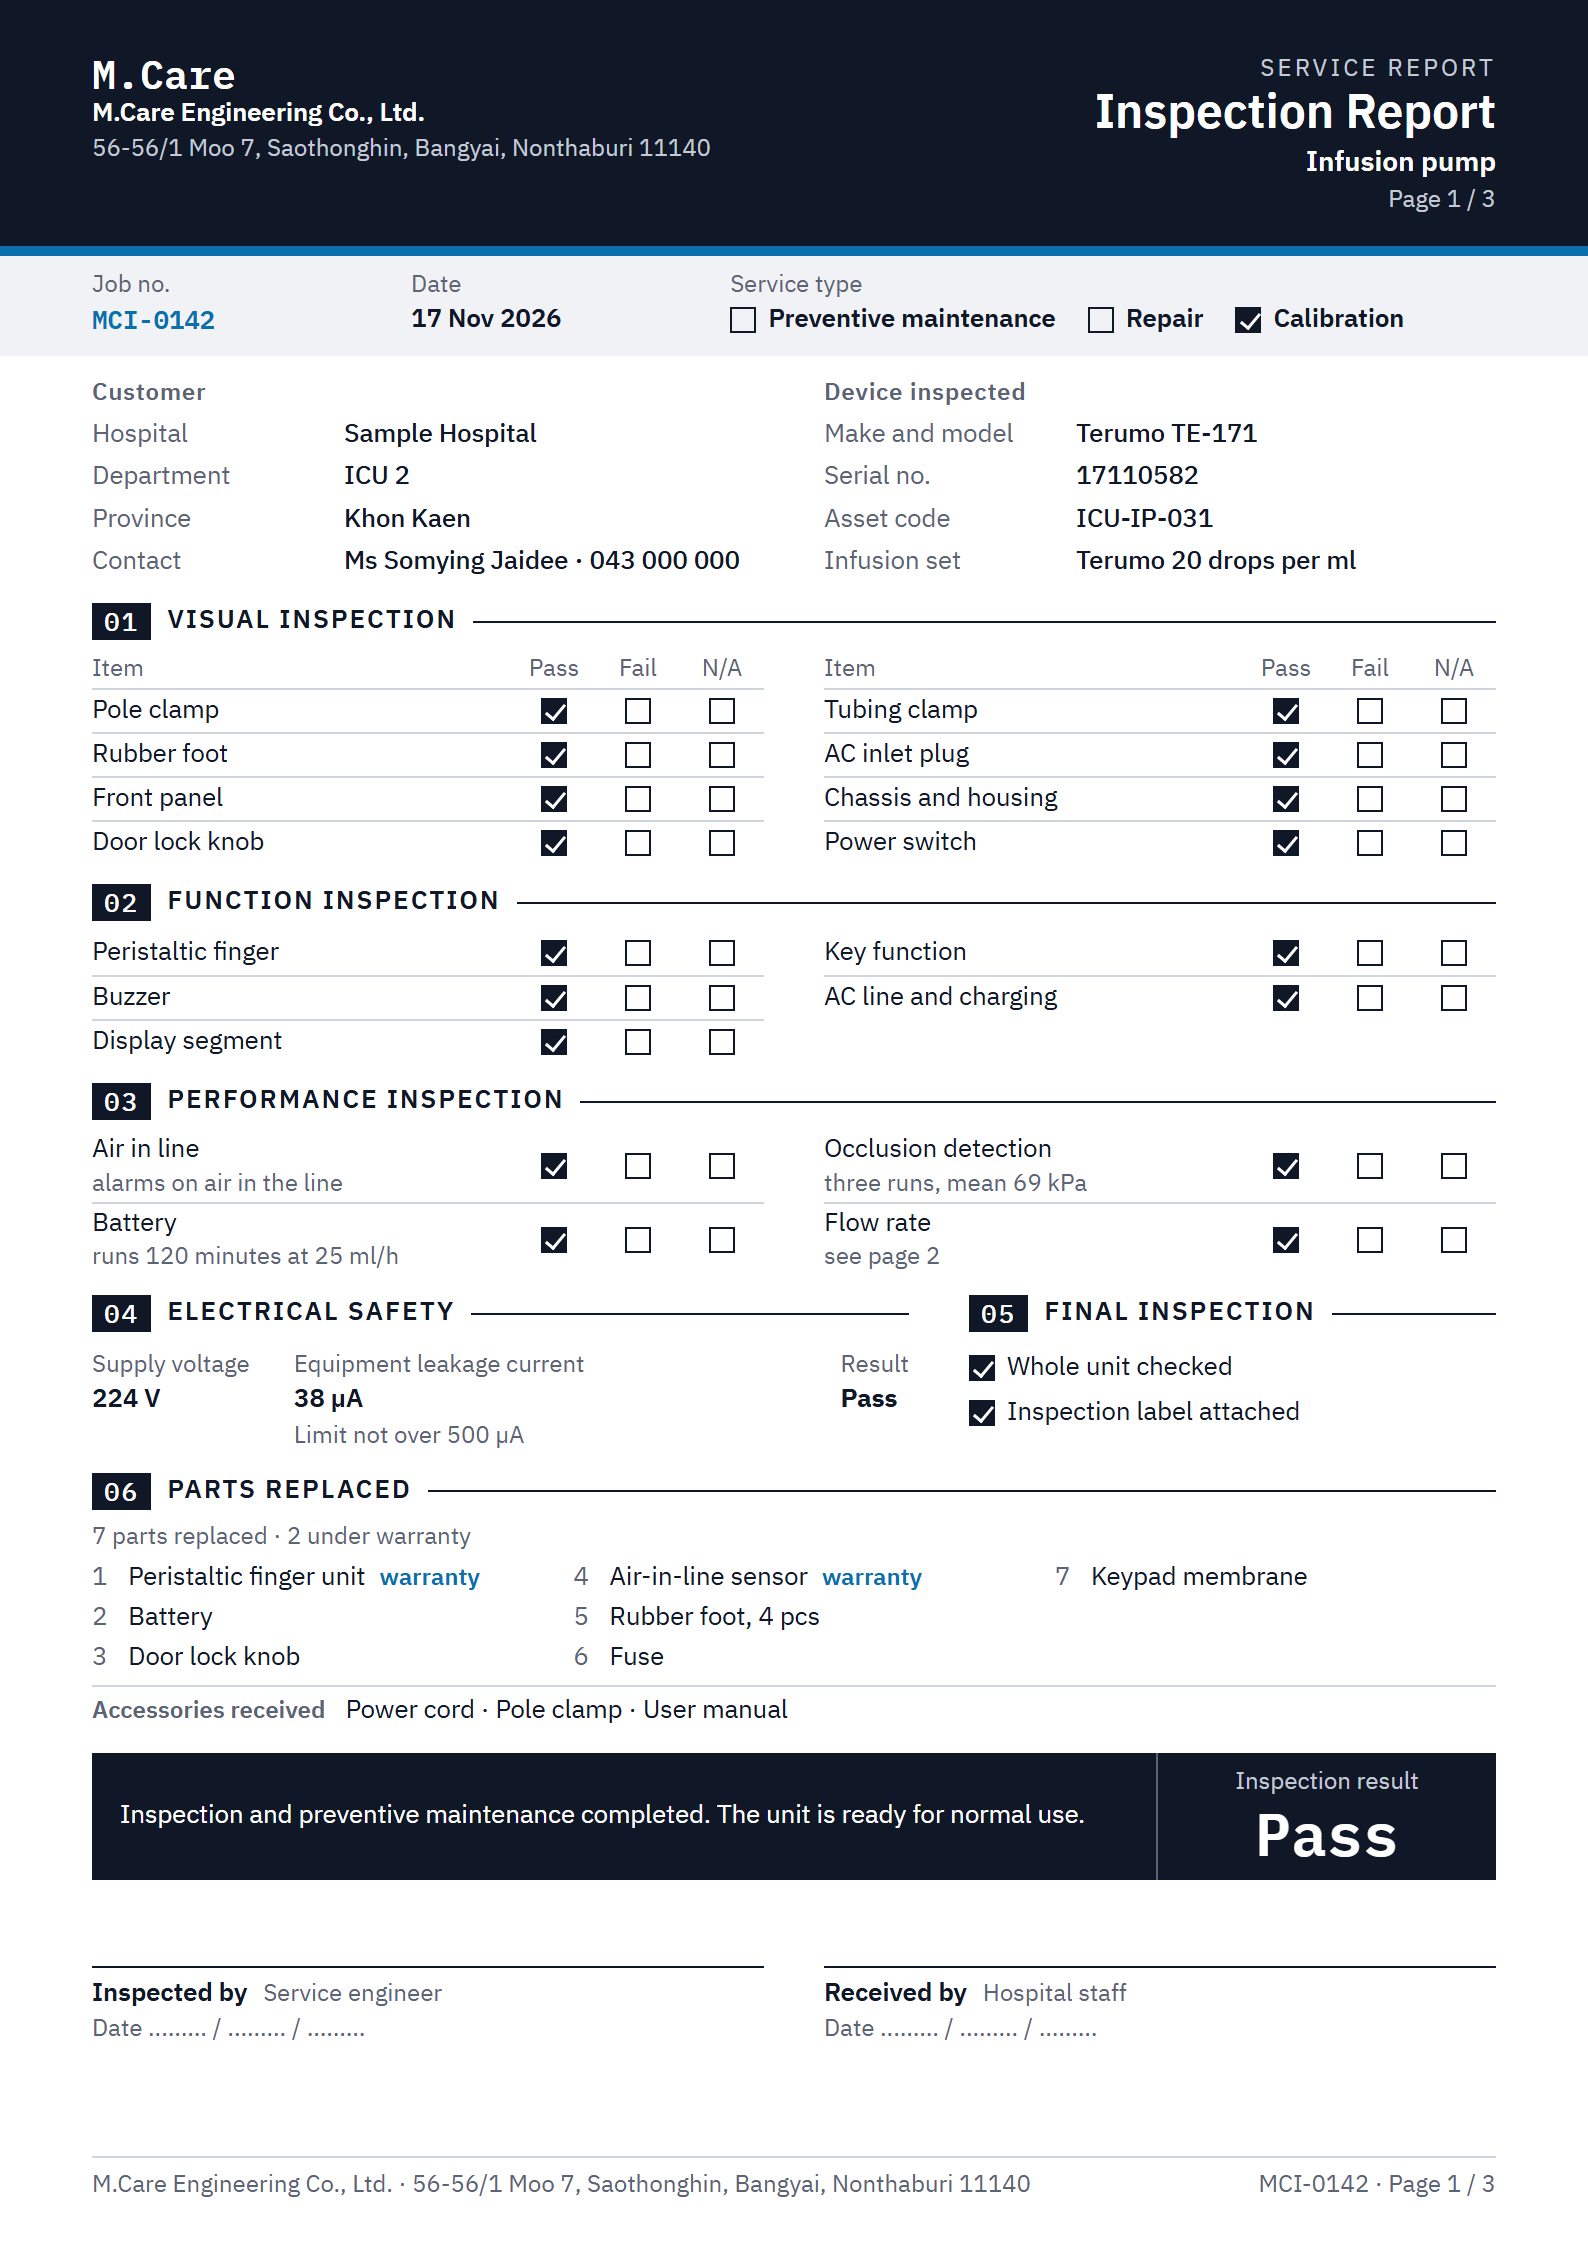 M.Care
M.Care Engineering Co., Ltd.
56-56/1 Moo 7, Saothonghin, Bangyai, Nonthaburi 11140
SERVICE REPORT
Inspection Report
Infusion pump
Page 1 / 3
Job no. Date Service type
MCI-0142 17 Nov 2026 Preventive maintenance Repair Calibration
Customer
Hospital Sample Hospital
Department ICU 2
Province Khon Kaen
Contact Ms Somying Jaidee · 043 000 000
Device inspected
Make and model Terumo TE-171
Serial no. 17110582
Asset code ICU-IP-031
Infusion set Terumo 20 drops per ml
01 VISUAL INSPECTION
Item Pass Fail N/A Item Pass Fail N/A
Pole clamp Tubing clamp
Rubber foot AC inlet plug
Front panel Chassis and housing
Door lock knob Power switch
02 FUNCTION INSPECTION
Peristaltic finger Key function
Buzzer AC line and charging
Display segment
03 PERFORMANCE INSPECTION
Air in line Occlusion detection
alarms on air in the line three runs, mean 69 kPa
Battery Flow rate
runs 120 minutes at 25 ml/h see page 2
04 ELECTRICAL SAFETY
Supply voltage Equipment leakage current Result
224 V 38 µA Pass
Limit not over 500 µA
05 FINAL INSPECTION
Whole unit checked
Inspection label attached
06 PARTS REPLACED
7 parts replaced · 2 under warranty
1 Peristaltic finger unit warranty
2 Battery
3 Door lock knob
4 Air-in-line sensor warranty
5 Rubber foot, 4 pcs
6 Fuse
7 Keypad membrane
Accessories received Power cord · Pole clamp · User manual
Inspection and preventive maintenance completed. The unit is ready for normal use.
Inspection result
Pass
Inspected by Service engineer
Date ......... / ......... / .........
Received by Hospital staff
Date ......... / ......... / .........
M.Care Engineering Co., Ltd. · 56-56/1 Moo 7, Saothonghin, Bangyai, Nonthaburi 11140 MCI-0142 · Page 1 / 3